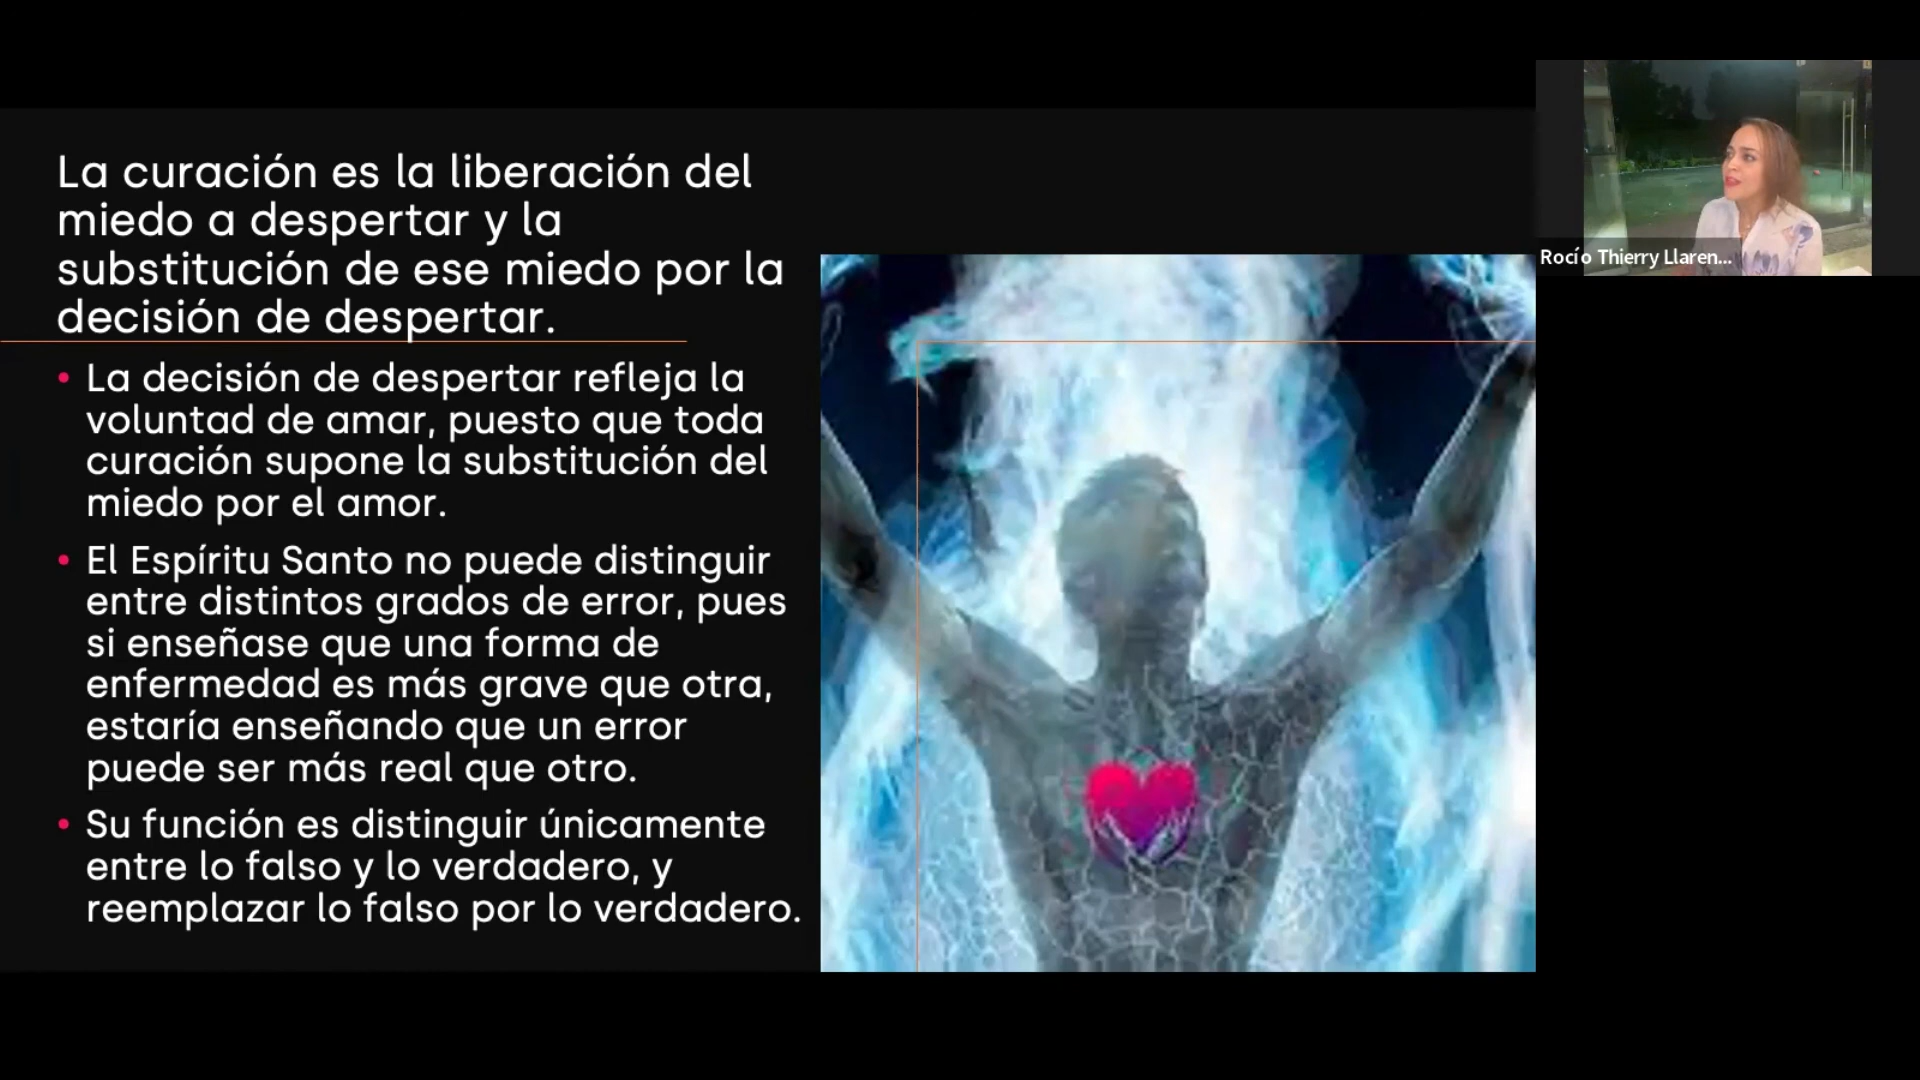 La curación es la liberación del
miedo a despertar y la
substitución de ese miedo por la
decisión de despertar.
• La decisión de despertar refleja la
voluntad de amar, puesto que toda
curación supone la substitución del
miedo por el amor.
• El Espíritu Santo no puede distinguir
entre distintos grados de error, pues
si enseñase que una forma de
enfermedad es más grave que otra,
estaría enseñando que un error
puede ser más real que otro.
• Su función es distinguir únicamente
entre lo falso y lo verdadero, y
reemplazar lo falso por lo verdadero.
Rocío Thierry Llaren...